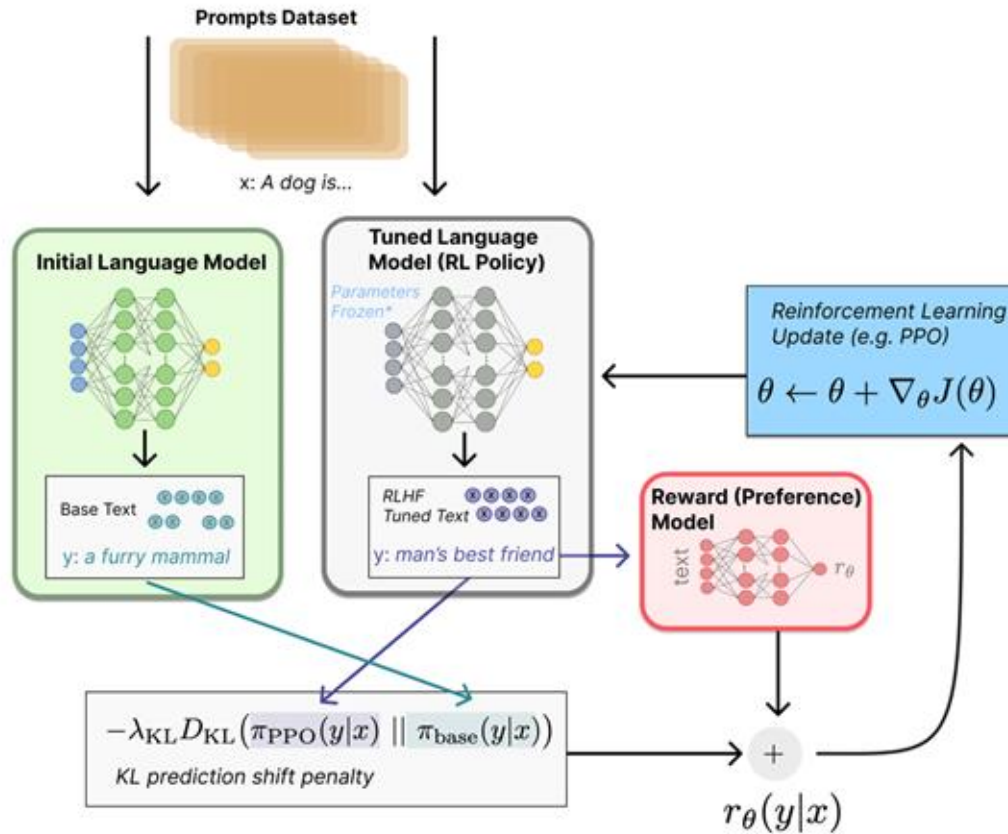 Prompts Dataset
x: A dog is...
Initial Language Model
Tuned Language
Model (RL Policy)
Parameters
Frozen*
Reinforcement Learning
Update (e.g. PPO)
θ ← θ + ∇θJ(θ)
Base Text
x x x x
x x x x
y: a furry mammal
RLHF
Tuned Text
x x x x
x x x x
y: man's best friend
Reward (Preference)
Model
text
rθ
−λKL DKL(πPPO(y|x) || πbase(y|x))
KL prediction shift penalty
+
rθ(y|x)